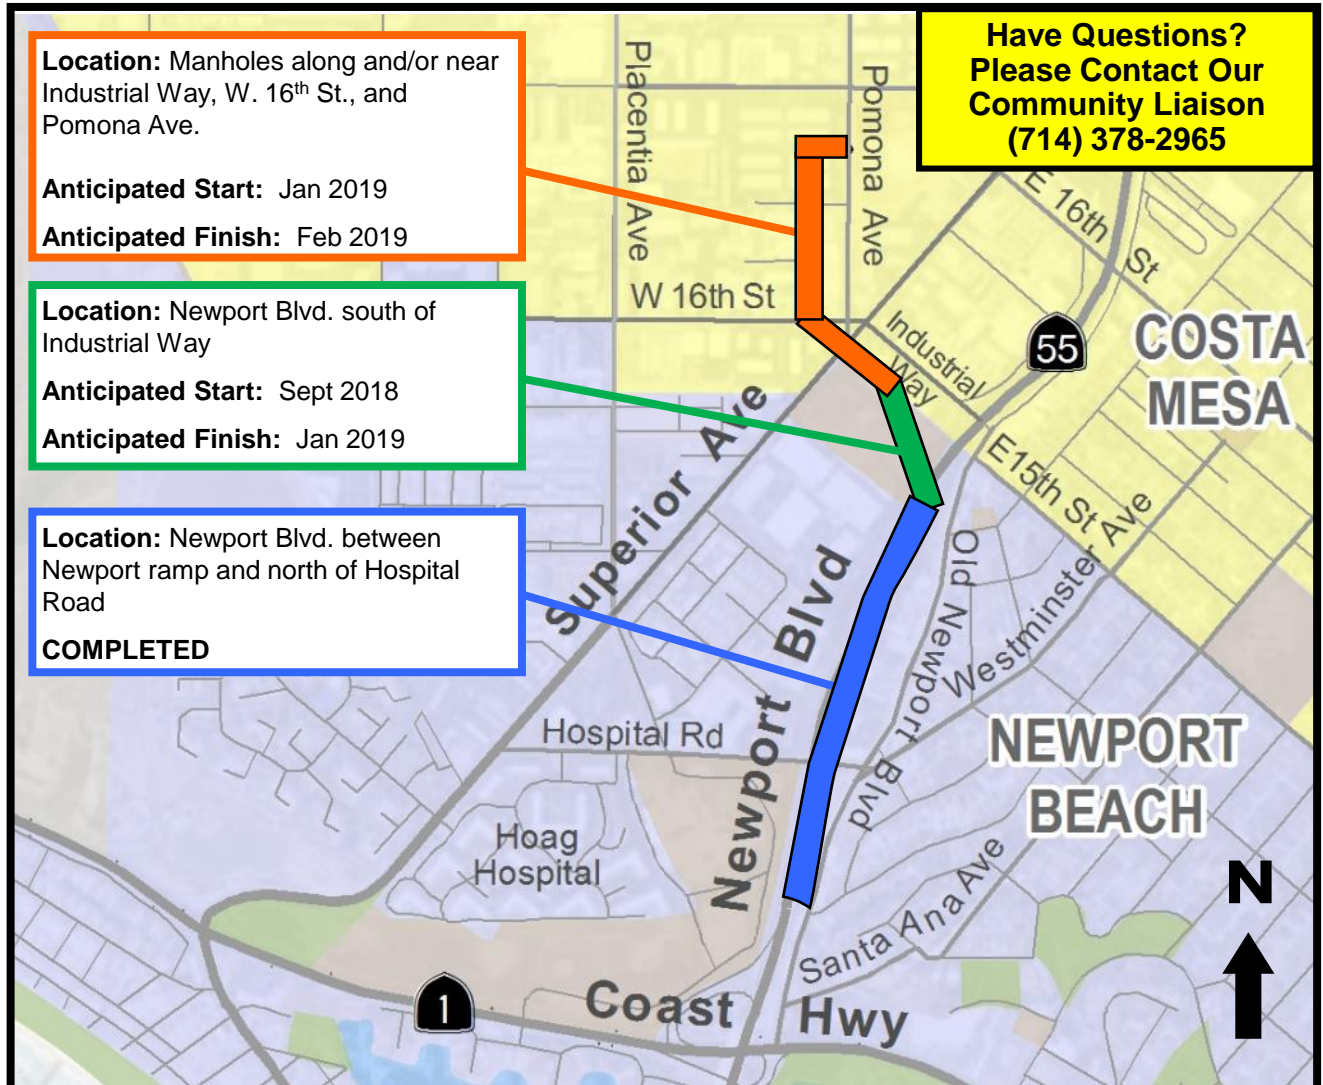 Location: Manholes along and/or near
Industrial Way, W. 16th St., and
Pomona Ave.
Anticipated Start: Jan 2019
Anticipated Finish: Feb 2019
Location: Newport Blvd. south of
Industrial Way
Anticipated Start: Sept 2018
Anticipated Finish: Jan 2019
Location: Newport Blvd. between
Newport ramp and north of Hospital
Road
COMPLETED
Have Questions?
Please Contact Our
Community Liaison
(714) 378-2965
Placentia Ave
Pomona Ave
E 16th St
W 16th St
Industrial
Way
55
COSTA
MESA
Superior Ave
E 15th St
Newport Blvd
Old Newport Blvd
Westminster Ave
Hospital Rd
NEWPORT
BEACH
Hoag
Hospital
Santa Ana Ave
N
1
Coast Hwy